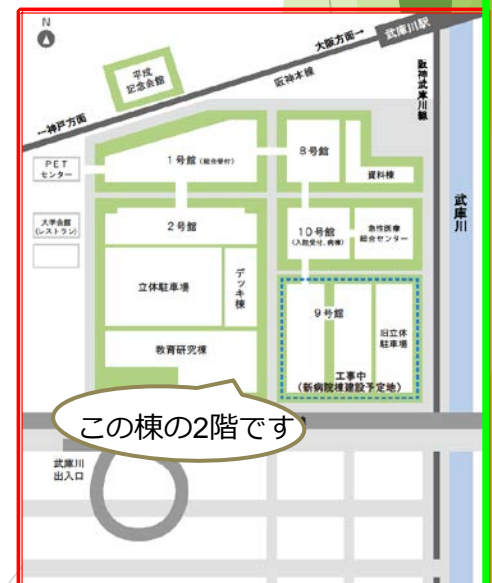 N
大阪方面→
武庫川駅
阪神本線
←神戸方面
平成
記念会館
阪神武庫川線
PET
センター
1号館(総合受付)
8号館
資料棟
武庫川
大学会館
(レストラン)
2号館
10号館
(入院受付、病棟)
急性医療
総合センター
立体駐車場
デッキ棟
9号館
旧立体
駐車場
教育研究棟
工事中
(新病院棟建設予定地)
この棟の2階です
武庫川
出入口